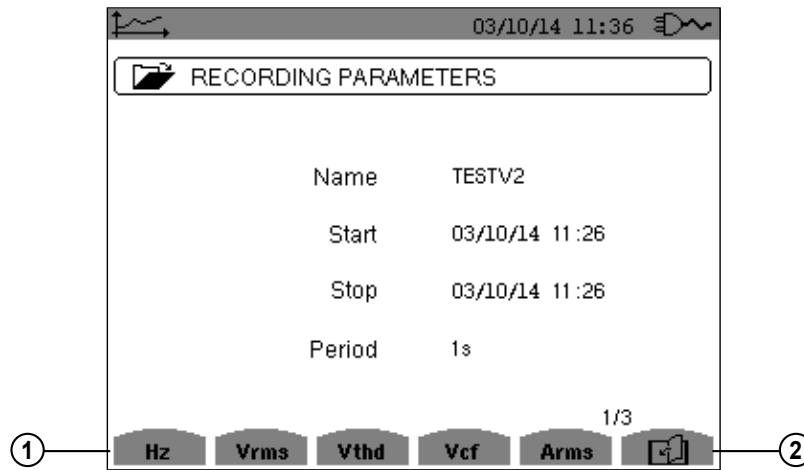 03/10/14 11:36
RECORDING PARAMETERS
Name TESTV2
Start 03/10/14 11:26
Stop 03/10/14 11:26
Period 1s
1/3
1 Hz Vrms Vthd Vcf Arms 2